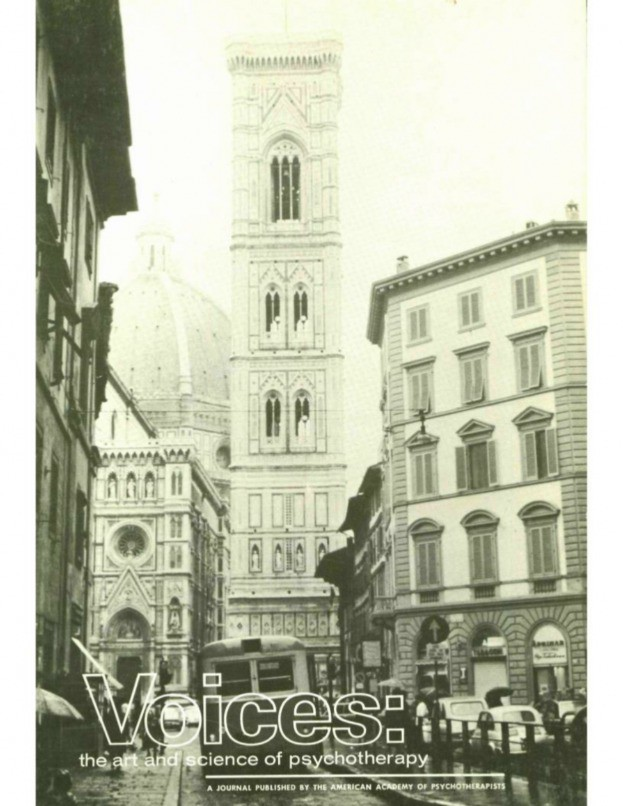 Voices:
the art and science of psychotherapy
A JOURNAL PUBLISHED BY THE AMERICAN ACADEMY OF PSYCHOTHERAPISTS